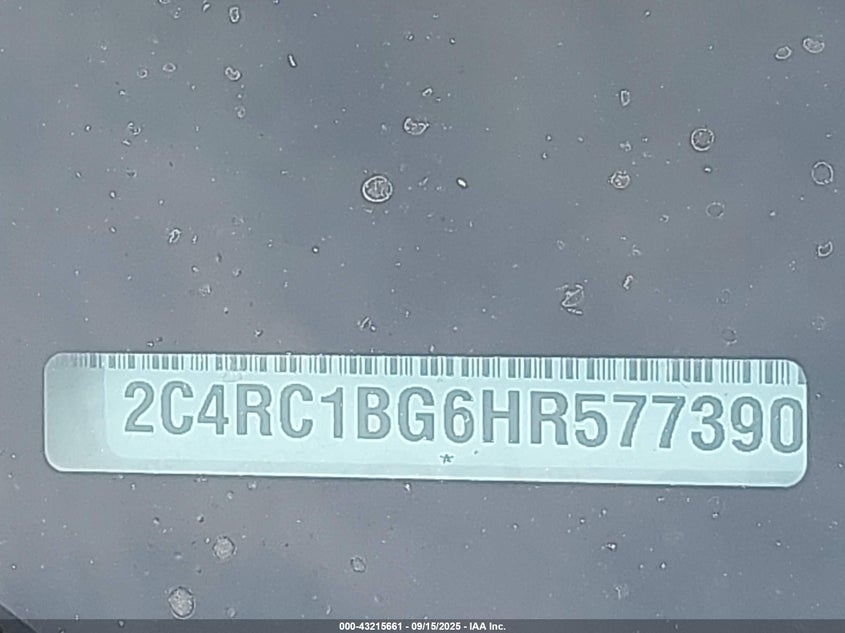 2C4RC1BG6HR577390
*
000-43215661 - 09/15/2025 - IAA Inc.